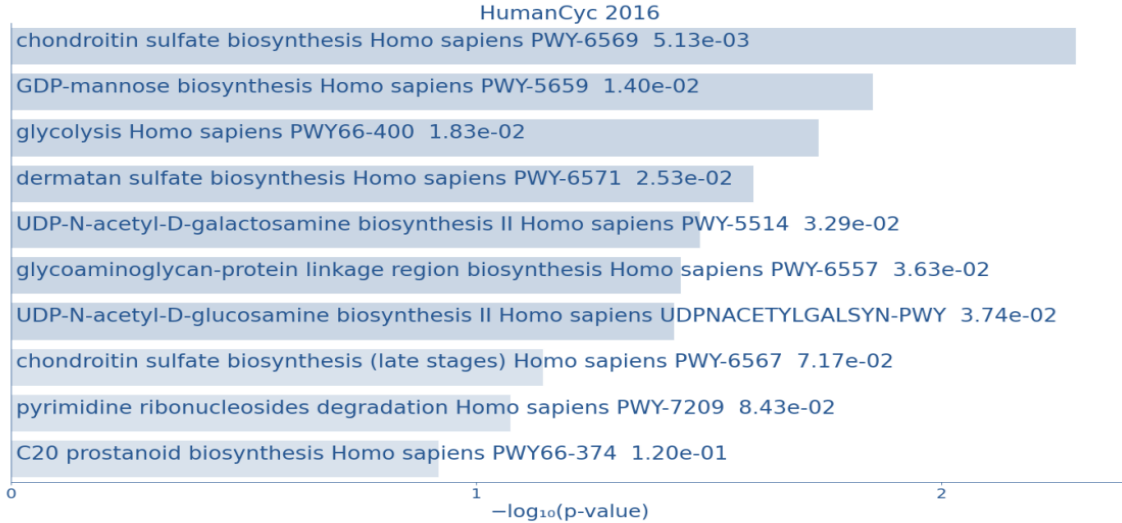 HumanCyc 2016
chondroitin sulfate biosynthesis Homo sapiens PWY-6569 5.13e-03
GDP-mannose biosynthesis Homo sapiens PWY-5659 1.40e-02
glycolysis Homo sapiens PWY66-400 1.83e-02
dermatan sulfate biosynthesis Homo sapiens PWY-6571 2.53e-02
UDP-N-acetyl-D-galactosamine biosynthesis II Homo sapiens PWY-5514 3.29e-02
glycoaminoglycan-protein linkage region biosynthesis Homo sapiens PWY-6557 3.63e-02
UDP-N-acetyl-D-glucosamine biosynthesis II Homo sapiens UDPNACETYLGALSYN-PWY 3.74e-02
chondroitin sulfate biosynthesis (late stages) Homo sapiens PWY-6567 7.17e-02
pyrimidine ribonucleosides degradation Homo sapiens PWY-7209 8.43e-02
C20 prostanoid biosynthesis Homo sapiens PWY66-374 1.20e-01
0 1 2
−log₁₀(p-value)